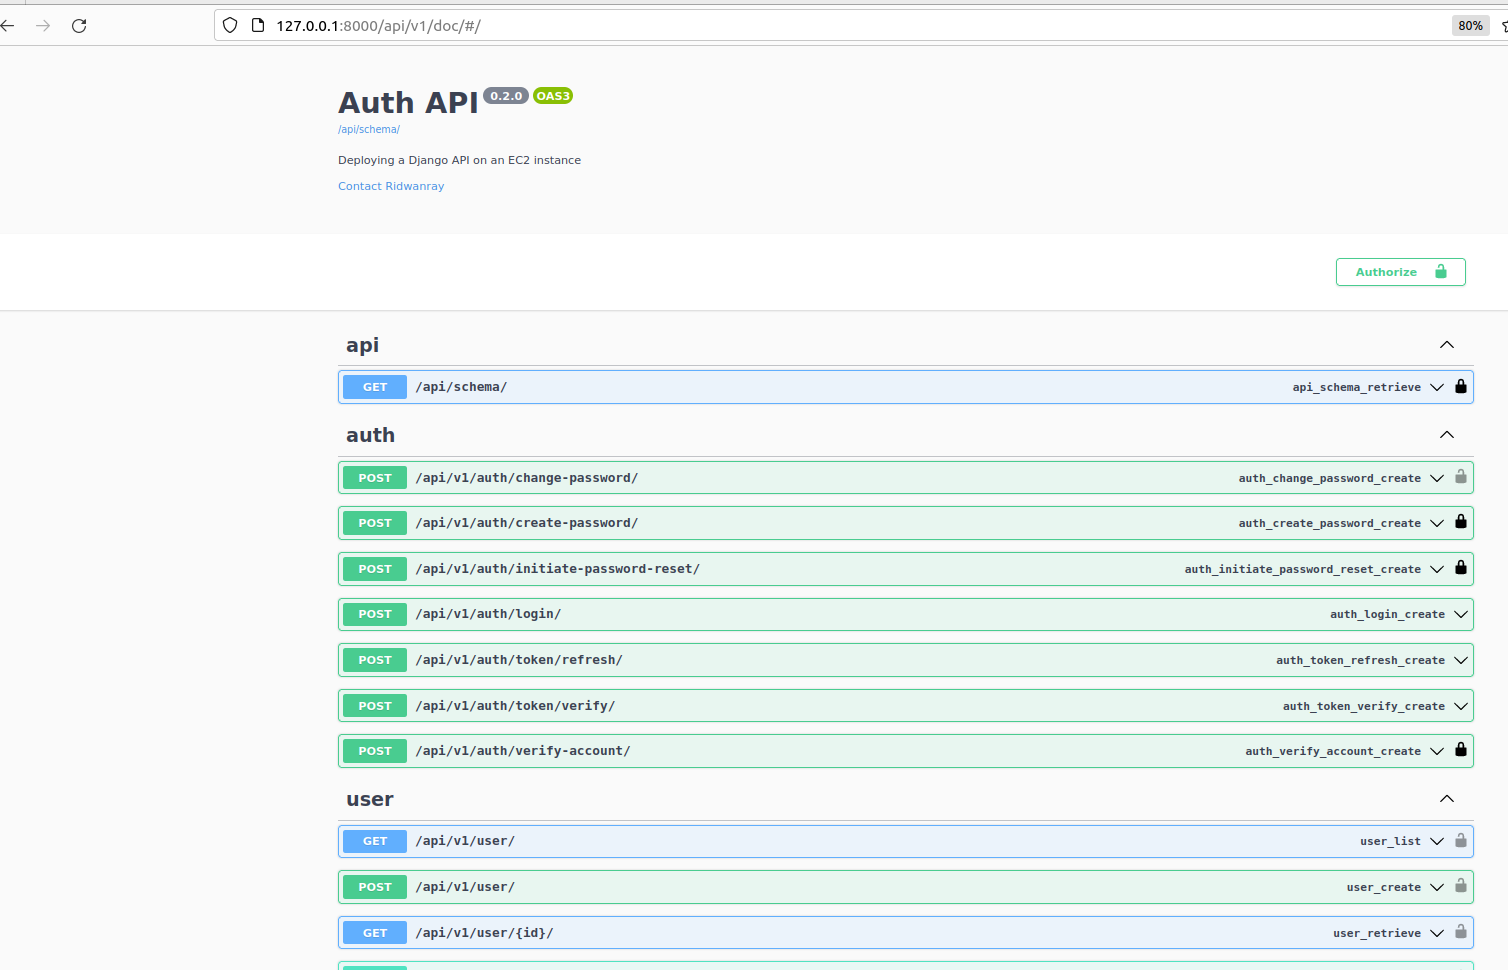 127.0.0.1:8000/api/v1/doc/#/ 80%
Auth API 0.2.0 OAS3
/api/schema/
Deploying a Django API on an EC2 instance
Contact Ridwanray
Authorize
api
GET /api/schema/ api_schema_retrieve
auth
POST /api/v1/auth/change-password/ auth_change_password_create
POST /api/v1/auth/create-password/ auth_create_password_create
POST /api/v1/auth/initiate-password-reset/ auth_initiate_password_reset_create
POST /api/v1/auth/login/ auth_login_create
POST /api/v1/auth/token/refresh/ auth_token_refresh_create
POST /api/v1/auth/token/verify/ auth_token_verify_create
POST /api/v1/auth/verify-account/ auth_verify_account_create
user
GET /api/v1/user/ user_list
POST /api/v1/user/ user_create
GET /api/v1/user/{id}/ user_retrieve